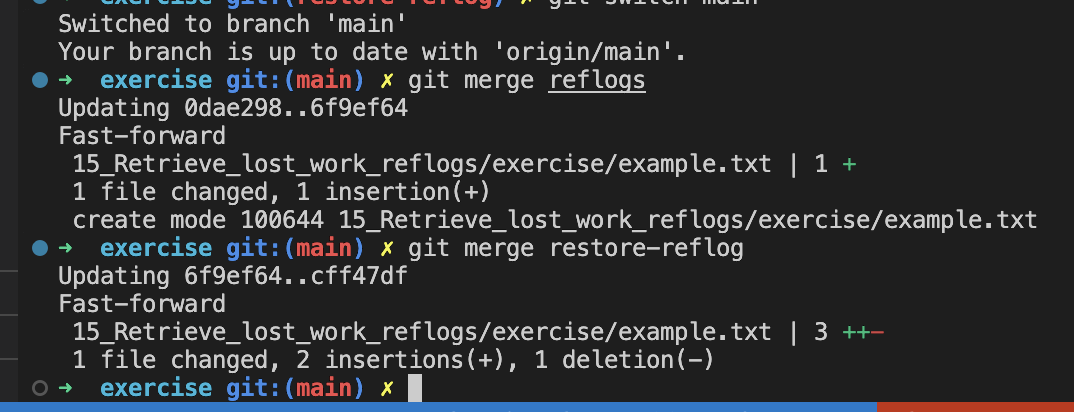 exercise git:(restore-reflog) ✗ git switch main
Switched to branch 'main'
Your branch is up to date with 'origin/main'.
➜ exercise git:(main) ✗ git merge reflogs
Updating 0dae298..6f9ef64
Fast-forward
15_Retrieve_lost_work_reflogs/exercise/example.txt | 1 +
1 file changed, 1 insertion(+)
create mode 100644 15_Retrieve_lost_work_reflogs/exercise/example.txt
➜ exercise git:(main) ✗ git merge restore-reflog
Updating 6f9ef64..cff47df
Fast-forward
15_Retrieve_lost_work_reflogs/exercise/example.txt | 3 ++-
1 file changed, 2 insertions(+), 1 deletion(-)
➜ exercise git:(main) ✗